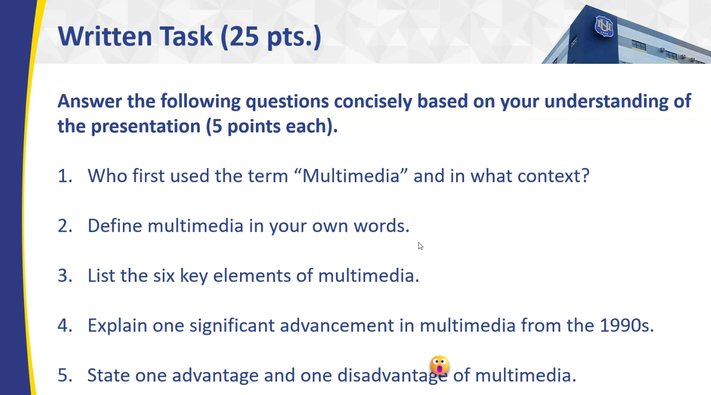 Written Task (25 pts.)
Answer the following questions concisely based on your understanding of
the presentation (5 points each).
1. Who first used the term “Multimedia” and in what context?
2. Define multimedia in your own words.
3. List the six key elements of multimedia.
4. Explain one significant advancement in multimedia from the 1990s.
5. State one advantage and one disadvantage of multimedia.